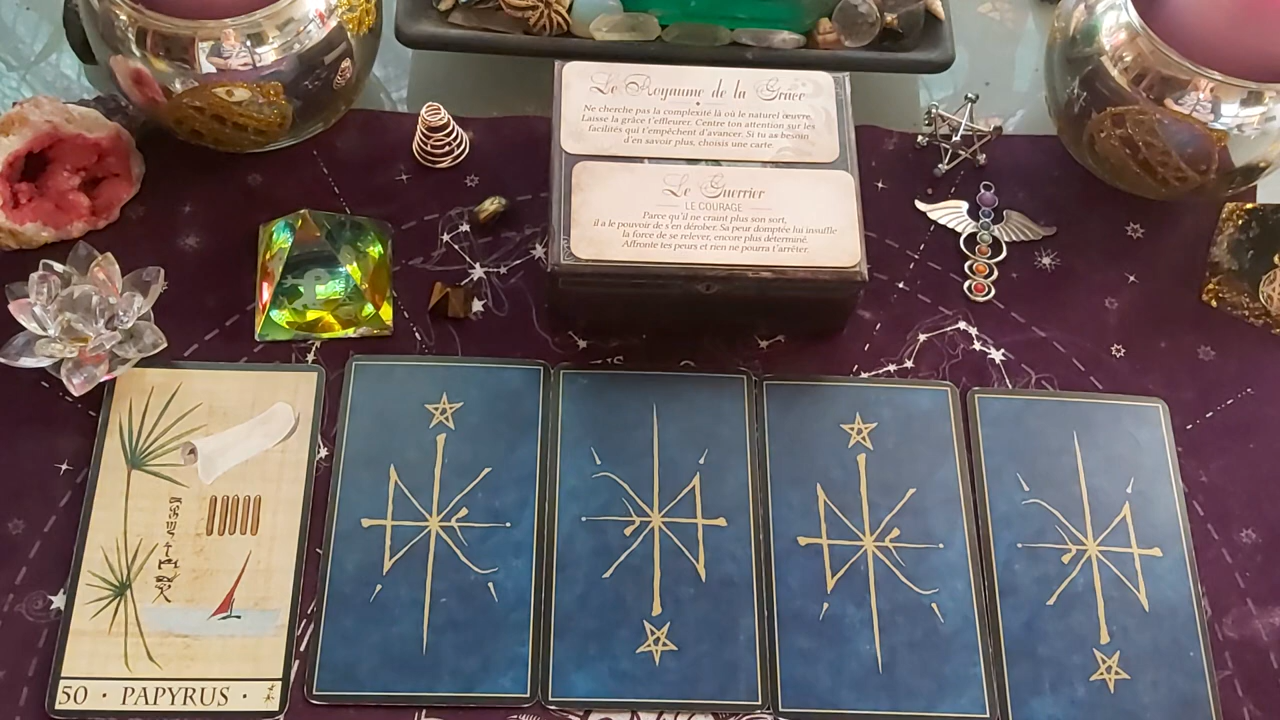 Le Royaume de la Grâce
Ne cherche pas la complexité là où le naturel œuvre.
Laisse la grâce t'effleurer. Centre ton attention sur les
facilités qui t'empêchent d'avancer. Si tu as besoin
d'en savoir plus, choisis une carte.
Le Guerrier
LE COURAGE
Parce qu'il ne craint plus son sort,
il a le pouvoir de s'en dérober. Sa peur domptée lui insuffle
la force de se relever, encore plus déterminé.
Affronte tes peurs et rien ne pourra t'arrêter.
50 · PAPYRUS ·